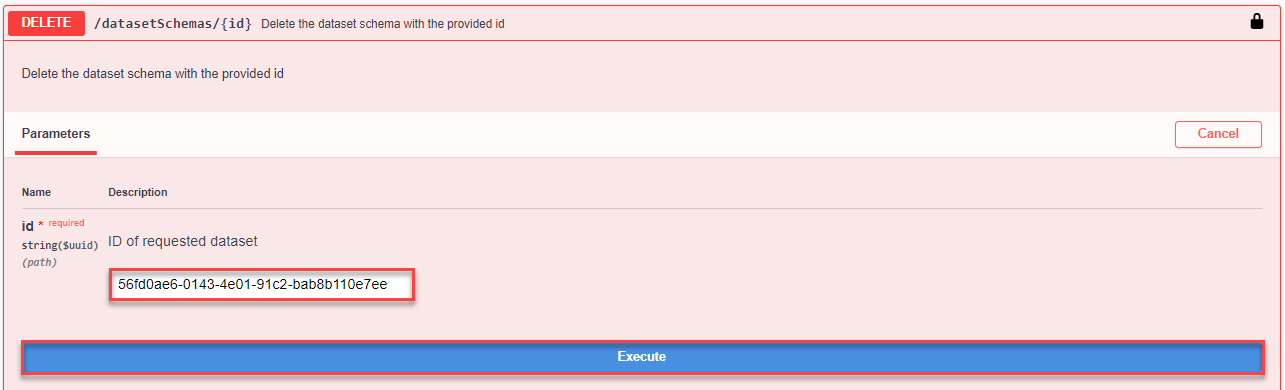 DELETE /datasetSchemas/{id} Delete the dataset schema with the provided id
Delete the dataset schema with the provided id
Parameters Cancel
Name Description
id * required
string($uuid)
(path)
ID of requested dataset
56fd0ae6-0143-4e01-91c2-bab8b110e7ee
Execute